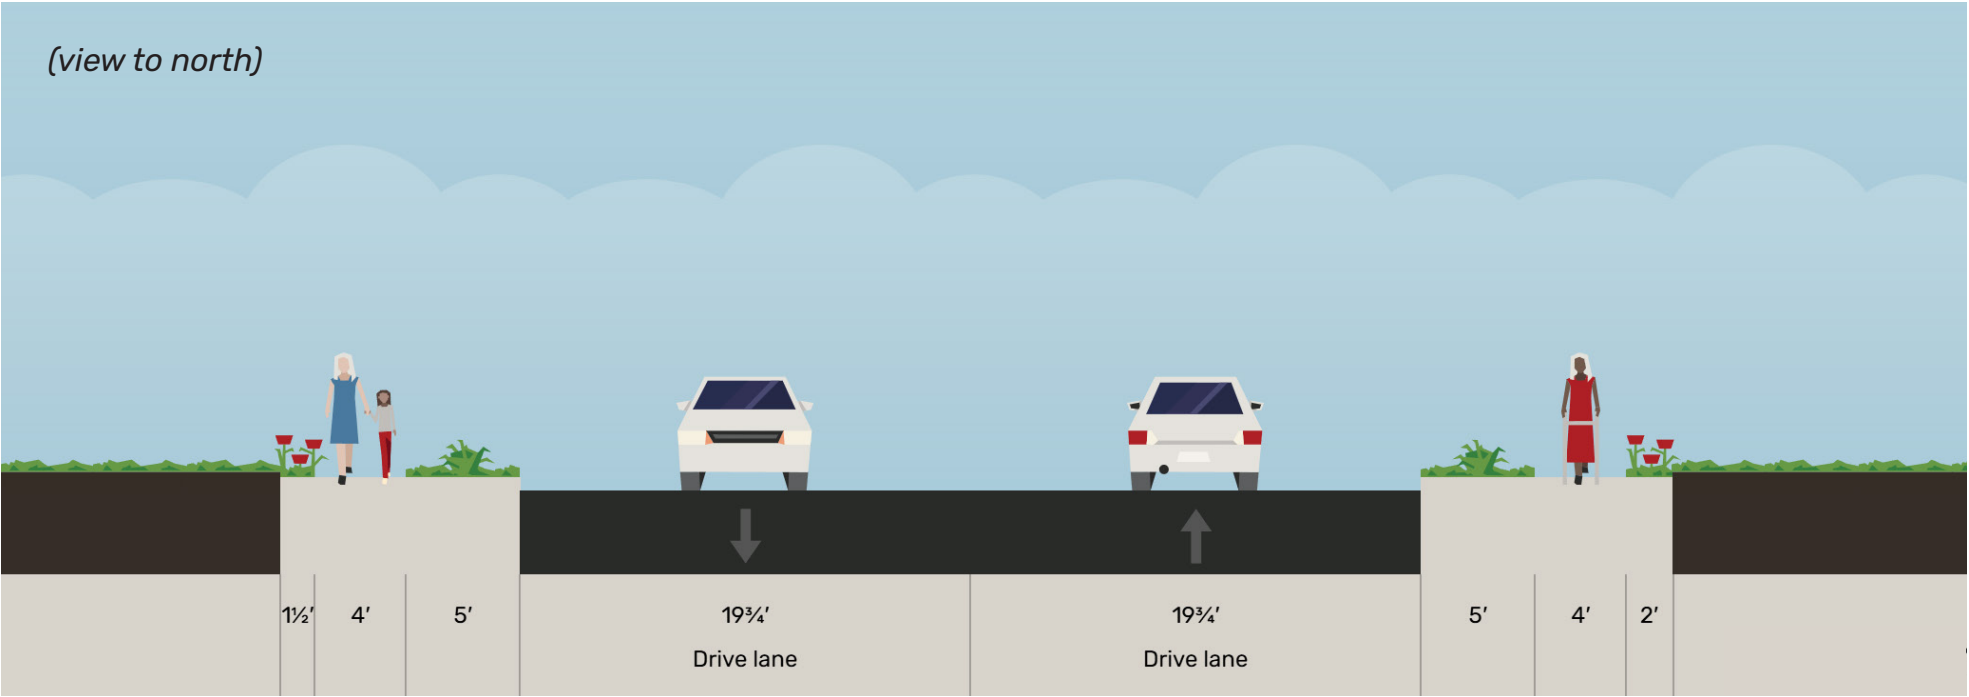 (view to north)
1½′ 4′ 5′ 19¾′ 19¾′ 5′ 4′ 2′
Drive lane Drive lane